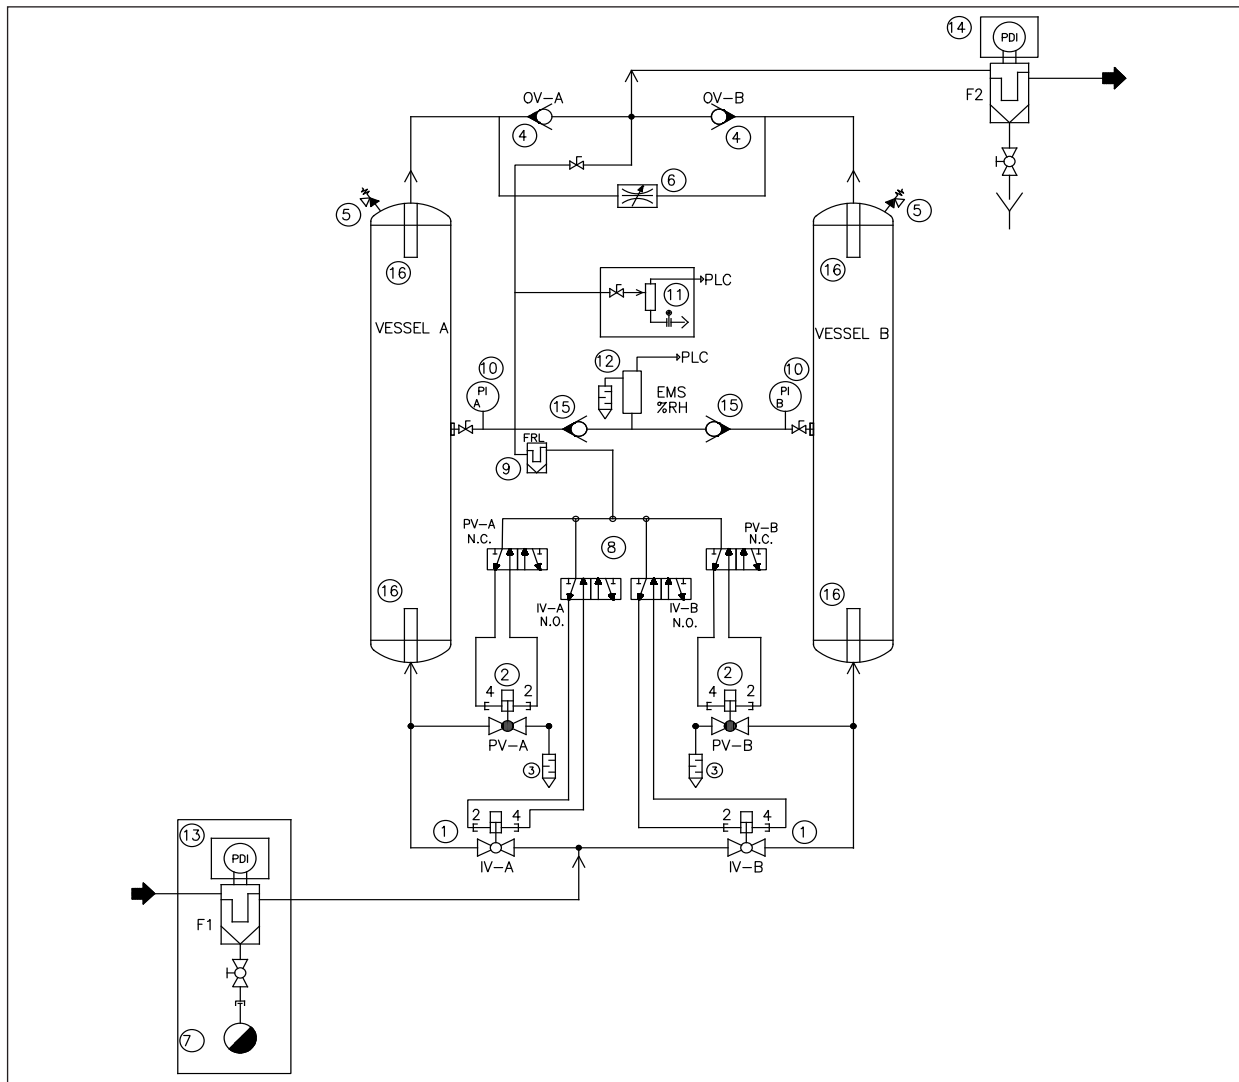 14
PDI
F2
OV-A
OV-B
4
4
6
5
5
16
16
11
PLC
VESSEL A
VESSEL B
12
PLC
10
PI
A
EMS
%RH
10
PI
B
15
15
FRL
9
PV-A
N.C.
8
PV-B
N.C.
16
16
IV-A
N.O.
IV-B
N.O.
2
4
2
2
4
2
PV-A
PV-B
3
3
2
4
1
2
4
1
IV-A
IV-B
13
PDI
F1
7